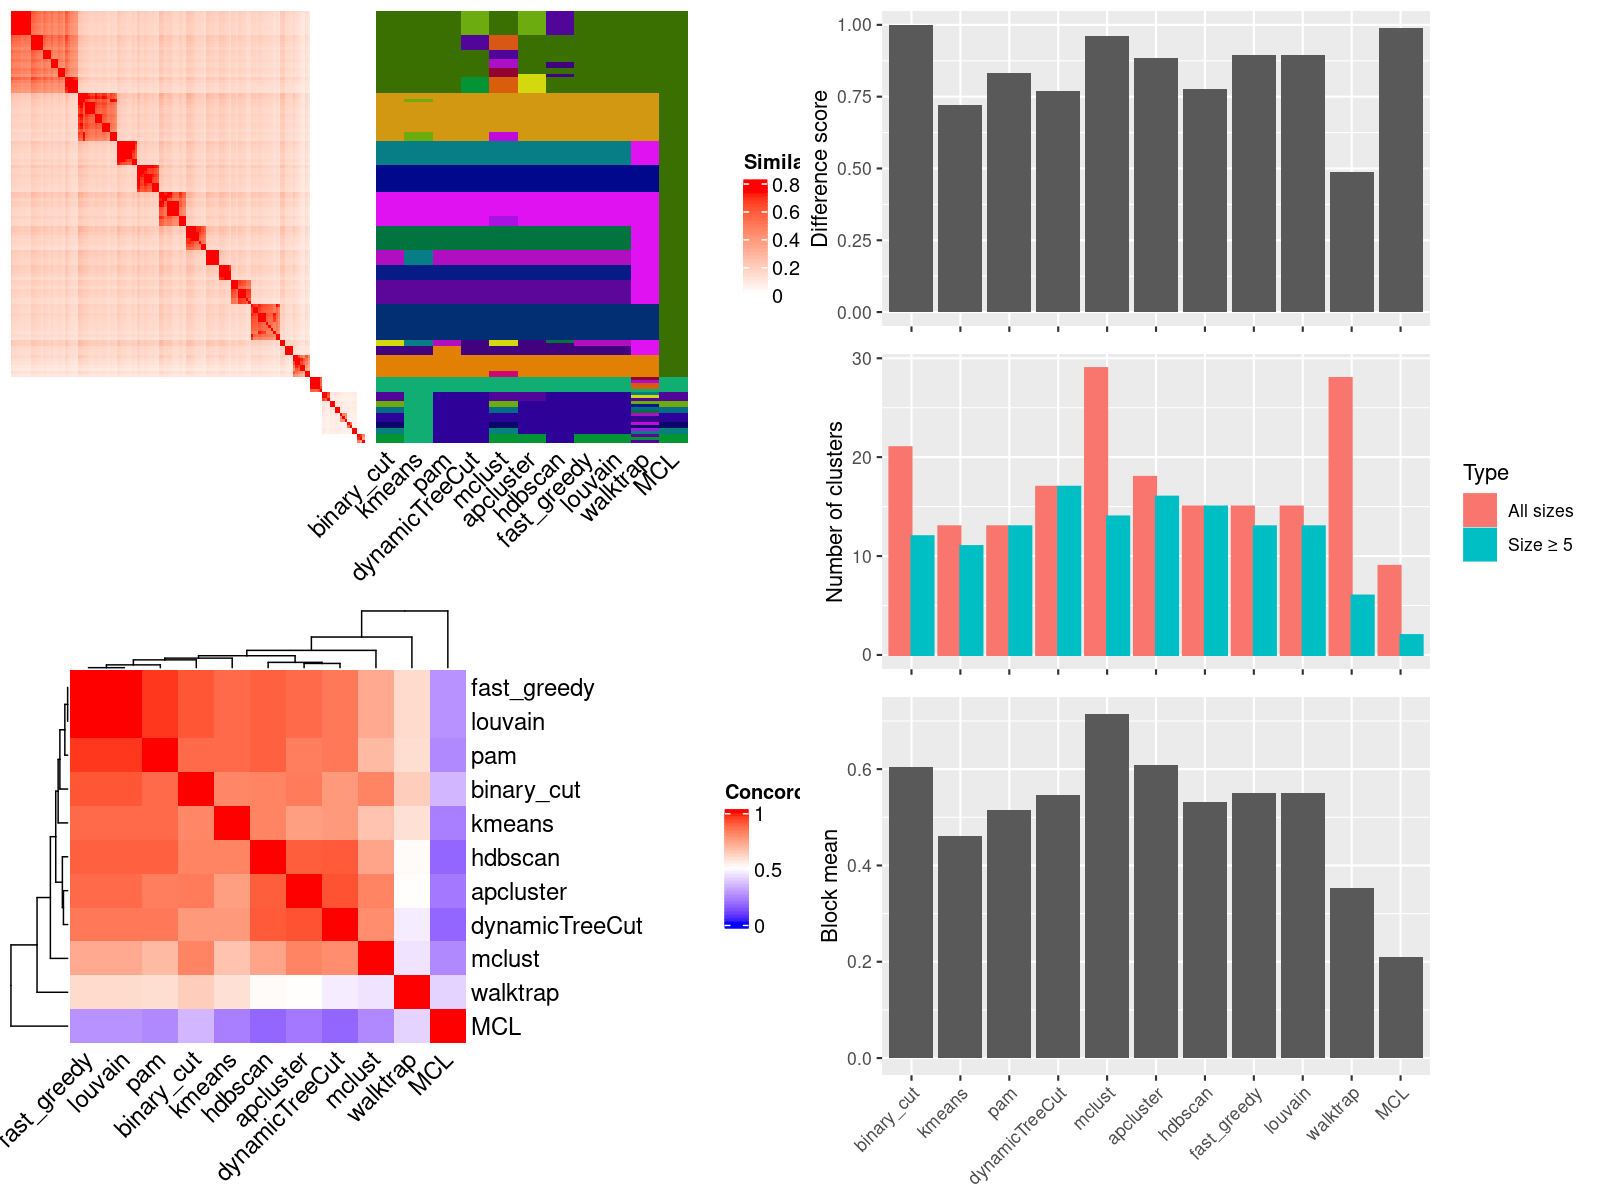 Simila
0.8
0.6
0.4
0.2
0
binary_cut
kmeans
pam
dynamicTreeCut
mclust
apcluster
hdbscan
fast_greedy
louvain
walktrap
MCL
fast_greedy
louvain
pam
binary_cut
kmeans
hdbscan
apcluster
dynamicTreeCut
mclust
walktrap
MCL
Concord
1
0.5
0
fast_greedy
louvain
pam
binary_cut
kmeans
hdbscan
apcluster
dynamicTreeCut
mclust
walktrap
MCL
Difference score
1.00
0.75
0.50
0.25
0.00
Number of clusters
30
20
10
0
Type
All sizes
Size ≥ 5
Block mean
0.6
0.4
0.2
0.0
binary_cut
kmeans
pam
dynamicTreeCut
mclust
apcluster
hdbscan
fast_greedy
louvain
walktrap
MCL